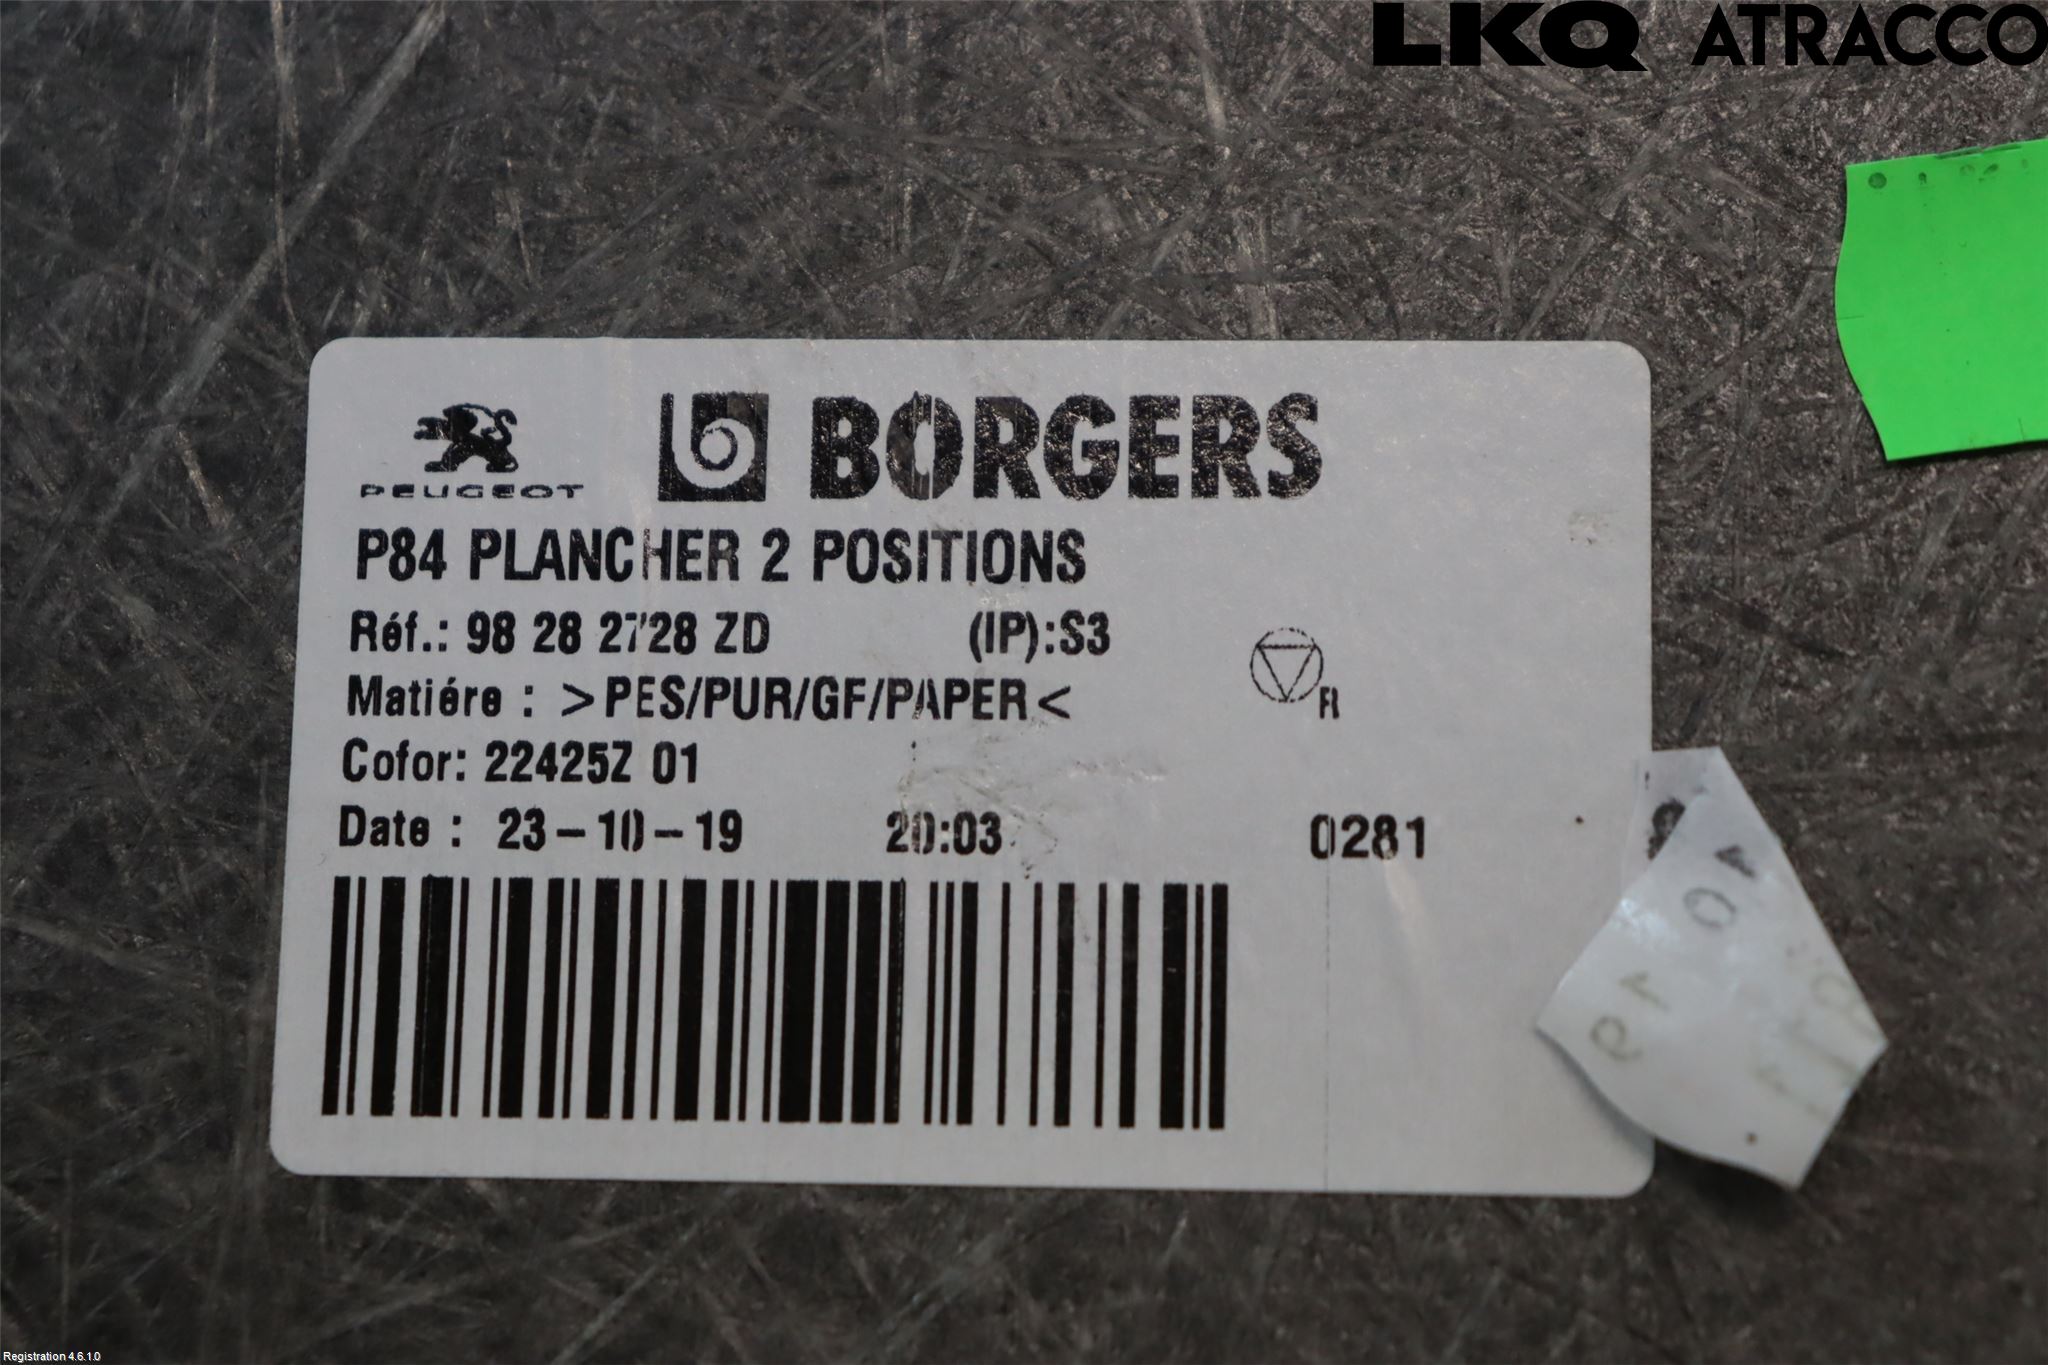 LKQ ATRACCO
PEUGEOT
BORGERS
P84 PLANCHER 2 POSITIONS
Réf.: 98 28 2728 ZD (IP):S3
Matiére : >PES/PUR/GF/PAPER<
FR
Cofor: 22425Z 01
Date : 23-10-19 20:03 0281
Registration 4.6.1.0